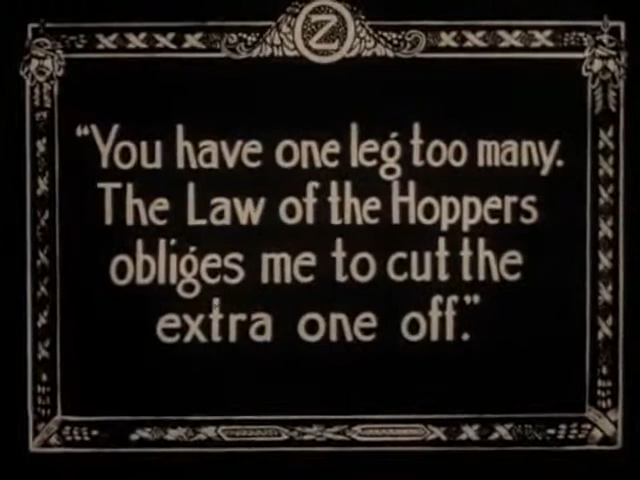 Z
"You have one leg too many.
The Law of the Hoppers
obliges me to cut the
extra one off."